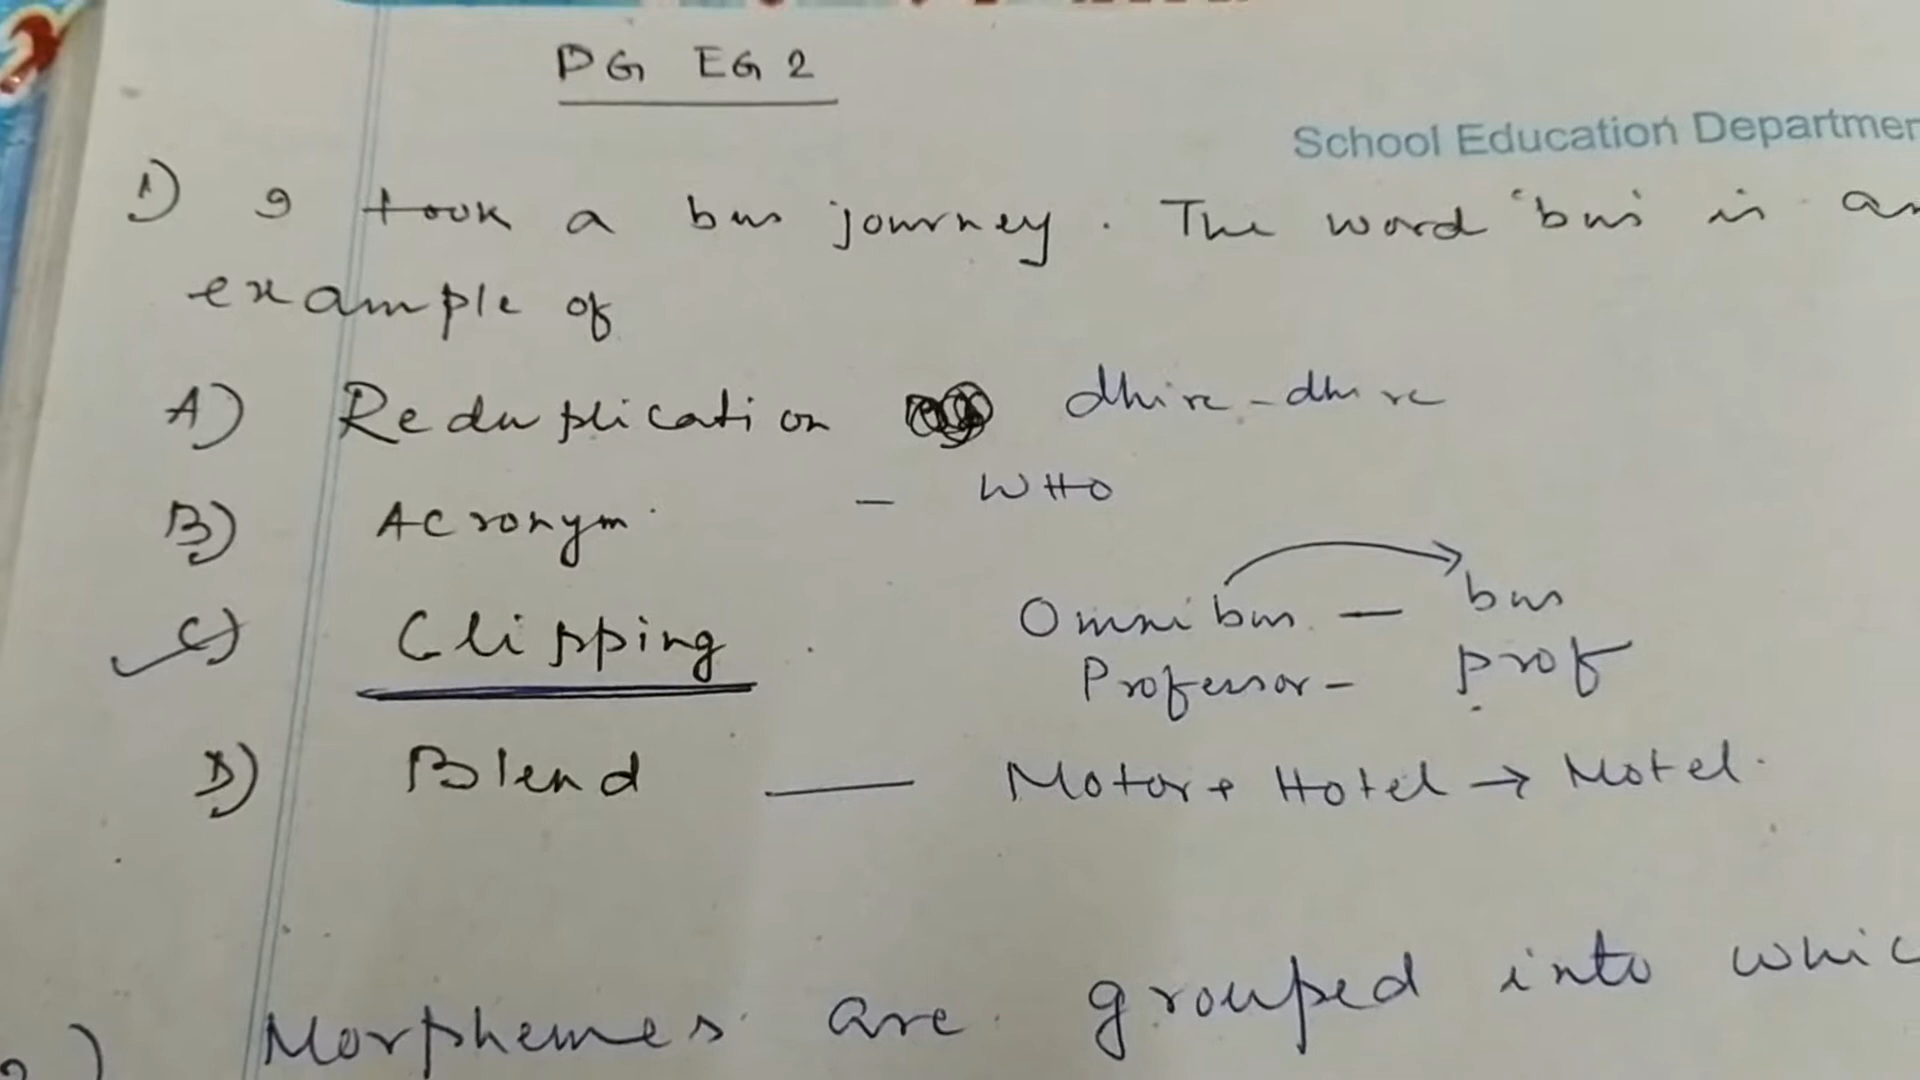 PG EG 2
School Education Departmen
1) I took a bus journey. The word 'bus' is an
example of
A) Reduplication dhire-dhire
B) Acronym - WHO
C) Clipping Omnibus — bus
Professor - prof
D) Blend — Motor + Hotel → Motel.
2) Morphemes are grouped into whic